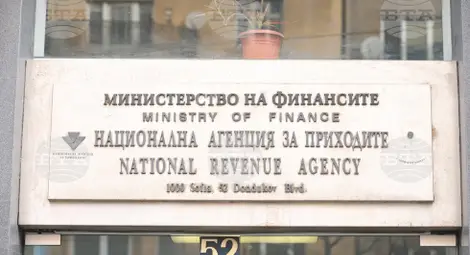 МИНИСТЕРСТВО НА ФИНАНСИТЕ
MINISTRY OF FINANCE
НАЦИОНАЛНА АГЕНЦИЯ ЗА ПРИХОДИТЕ
NATIONAL REVENUE AGENCY
1000 Sofia, 52 Dondukov Blvd.
52